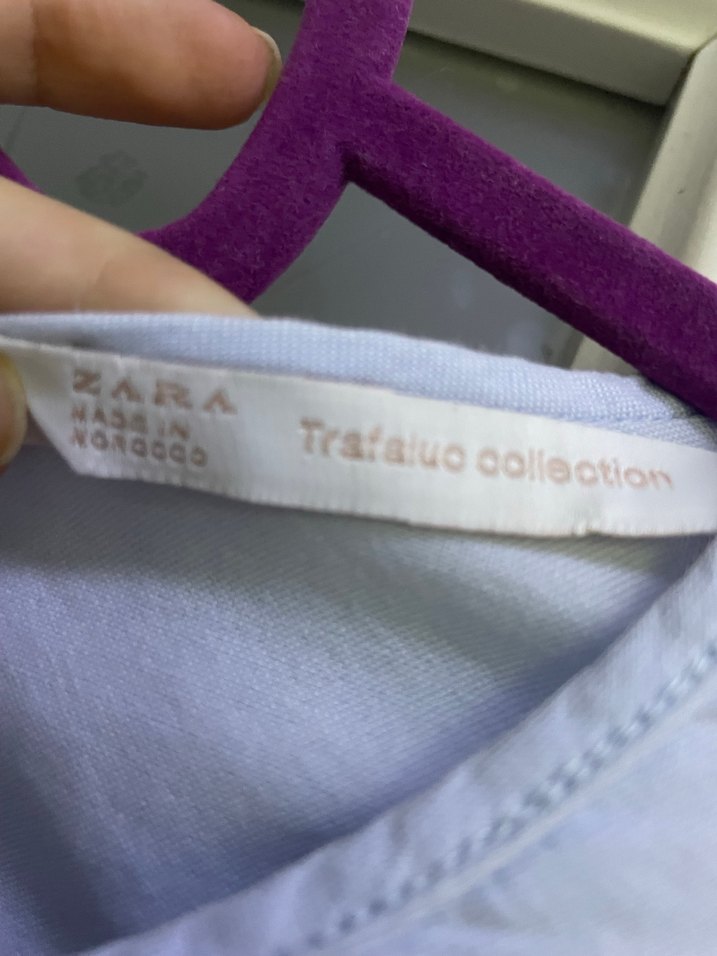 ZARA
MADE IN
MOROCCO
Trafaluc collection